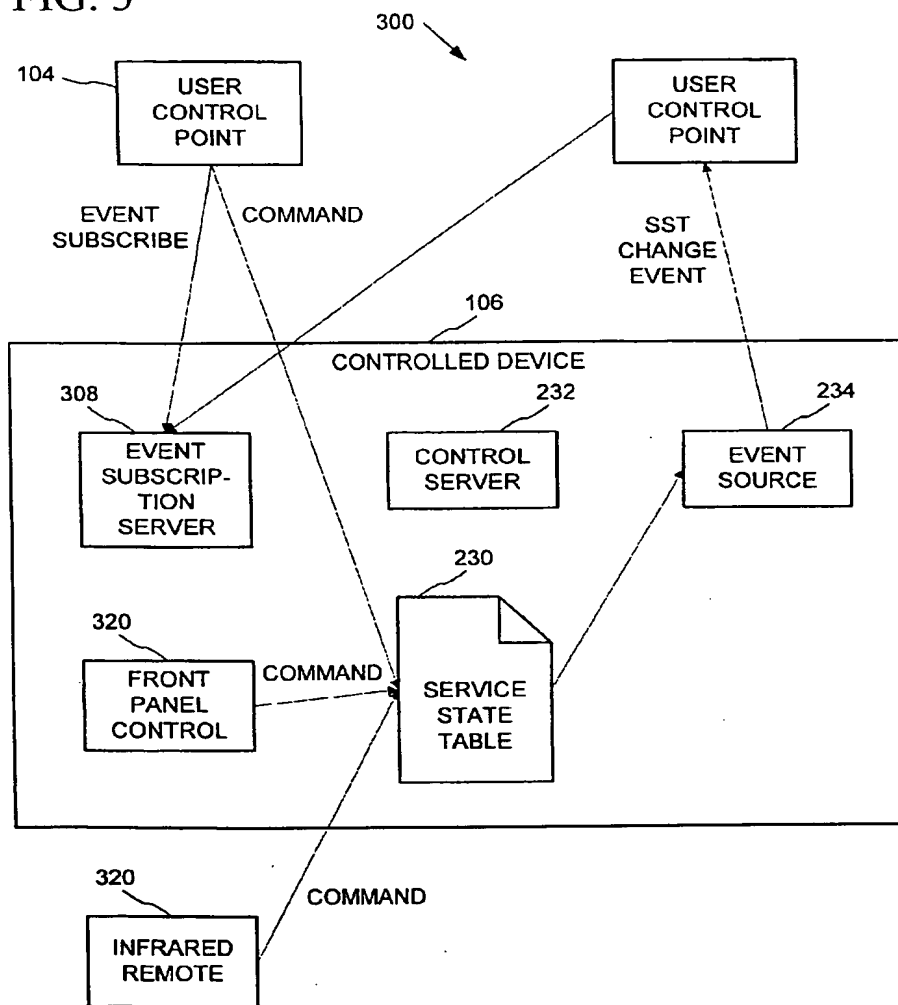 FIG. 3
300
104
USER
CONTROL
POINT
USER
CONTROL
POINT
EVENT
SUBSCRIBE
COMMAND
SST
CHANGE
EVENT
106
CONTROLLED DEVICE
308
EVENT
SUBSCRIP-
TION
SERVER
232
CONTROL
SERVER
234
EVENT
SOURCE
230
SERVICE
STATE
TABLE
320
FRONT
PANEL
CONTROL
COMMAND
320
INFRARED
REMOTE
COMMAND